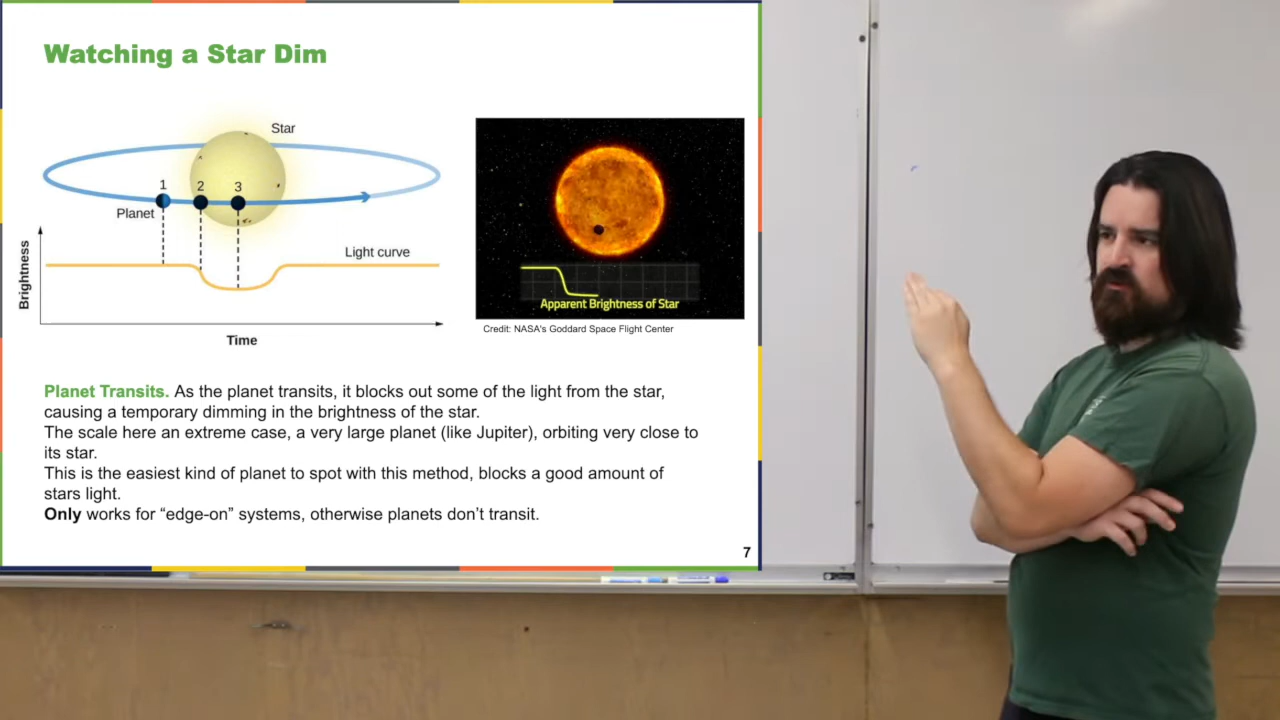 Watching a Star Dim
Star
1
2
3
Planet
Light curve
Brightness
Time
Apparent Brightness of Star
Credit: NASA's Goddard Space Flight Center
Planet Transits. As the planet transits, it blocks out some of the light from the star,
causing a temporary dimming in the brightness of the star.
The scale here an extreme case, a very large planet (like Jupiter), orbiting very close to
its star.
This is the easiest kind of planet to spot with this method, blocks a good amount of
stars light.
Only works for “edge-on” systems, otherwise planets don’t transit.
7